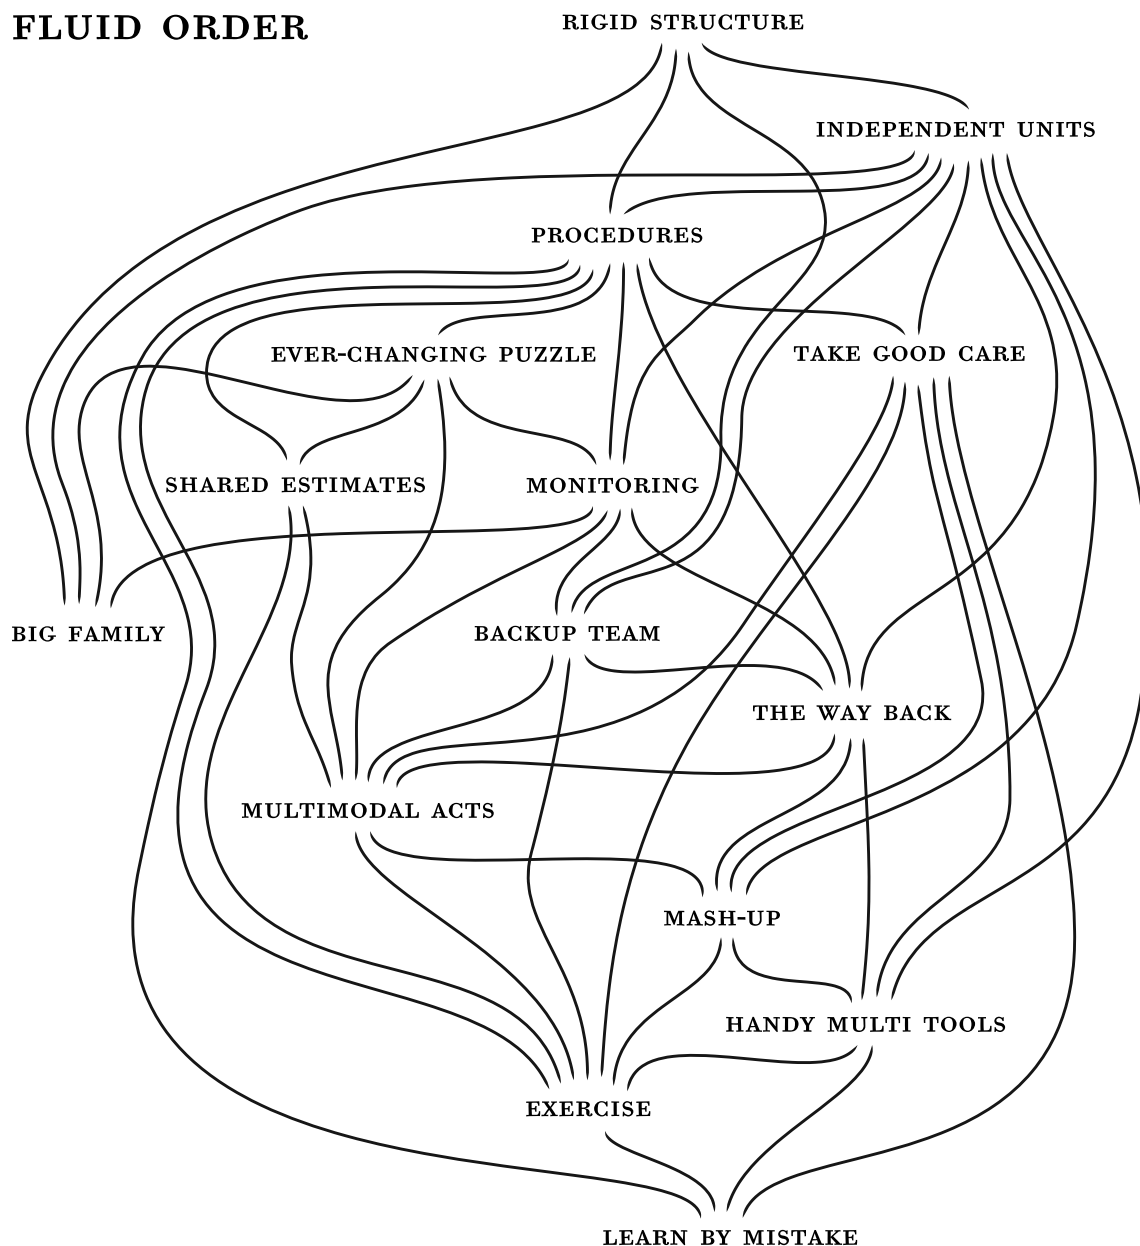 FLUID ORDER
RIGID STRUCTURE
INDEPENDENT UNITS
PROCEDURES
EVER-CHANGING PUZZLE
TAKE GOOD CARE
SHARED ESTIMATES
MONITORING
BIG FAMILY
BACKUP TEAM
THE WAY BACK
MULTIMODAL ACTS
MASH-UP
HANDY MULTI TOOLS
EXERCISE
LEARN BY MISTAKE